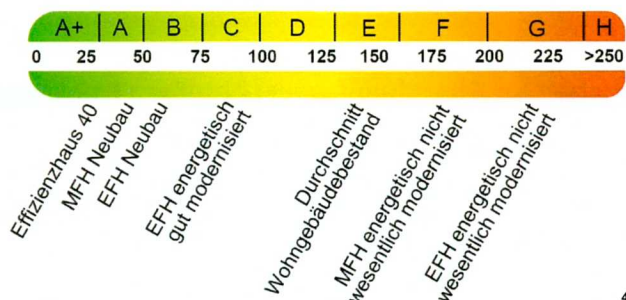 A+ A B C D E F G H
0 25 50 75 100 125 150 175 200 225 >250
Effizienzhaus 40
MFH Neubau
EFH Neubau
EFH energetisch
gut modernisiert
Durchschnitt
Wohngebäudebestand
MFH energetisch nicht
wesentlich modernisiert
EFH energetisch nicht
wesentlich modernisiert